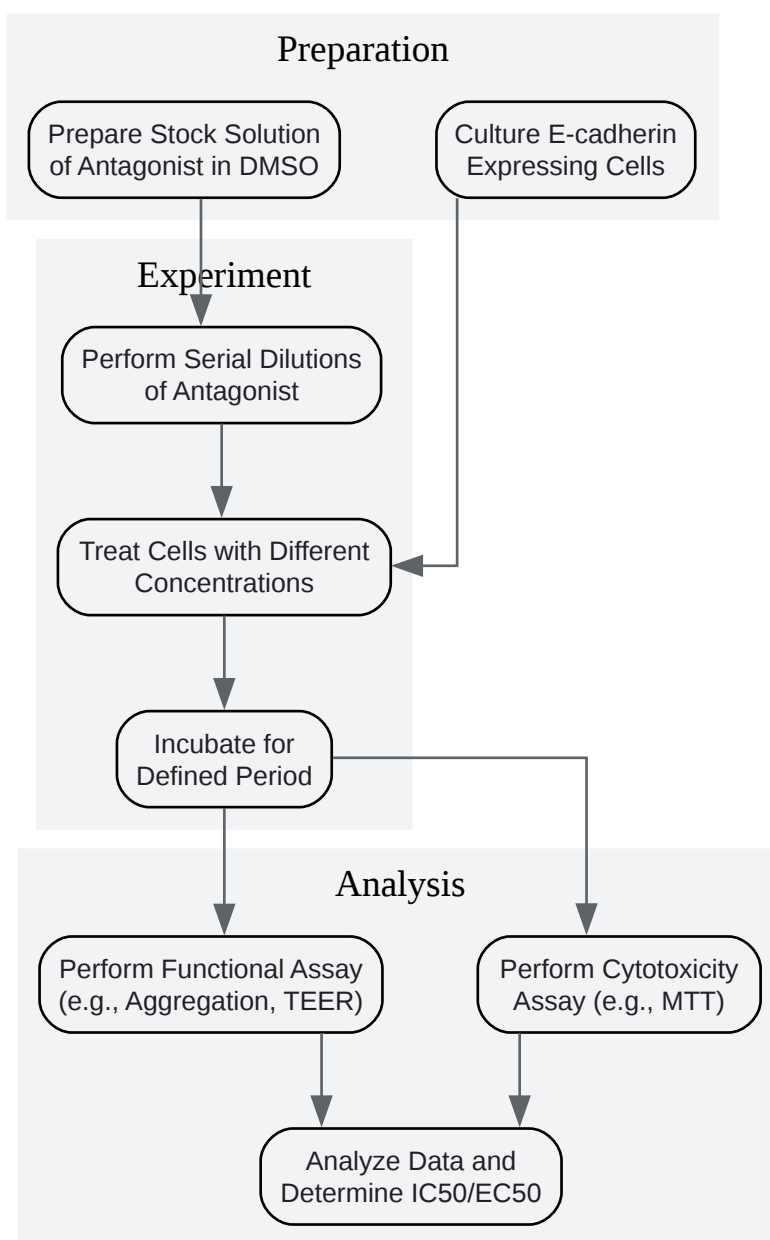 Preparation
Prepare Stock Solution
of Antagonist in DMSO
Culture E-cadherin
Expressing Cells
Experiment
Perform Serial Dilutions
of Antagonist
Treat Cells with Different
Concentrations
Incubate for
Defined Period
Analysis
Perform Functional Assay
(e.g., Aggregation, TEER)
Perform Cytotoxicity
Assay (e.g., MTT)
Analyze Data and
Determine IC50/EC50